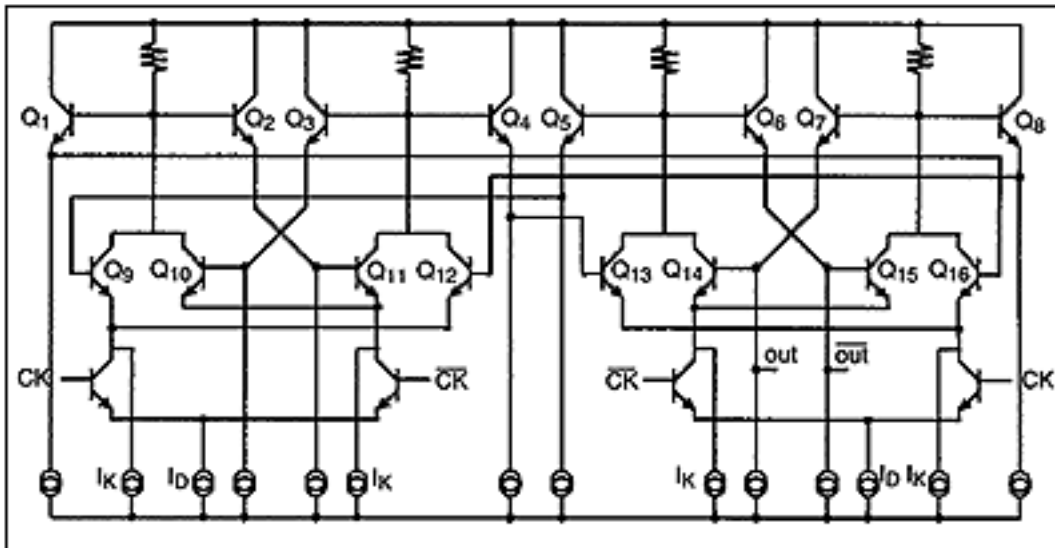 Q1 Q2 Q3 Q4 Q5 Q6 Q7 Q8
Q9 Q10 Q11 Q12 Q13 Q14 Q15 Q16
out out
CK CK CK CK
IK ID IK IK ID IK